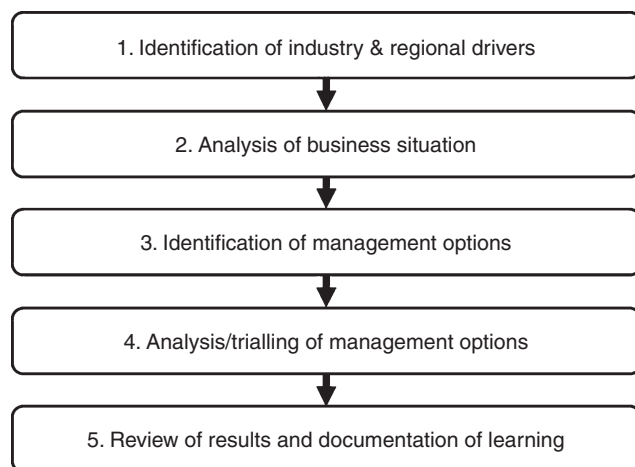 1. Identification of industry & regional drivers
2. Analysis of business situation
3. Identification of management options
4. Analysis/trialling of management options
5. Review of results and documentation of learning